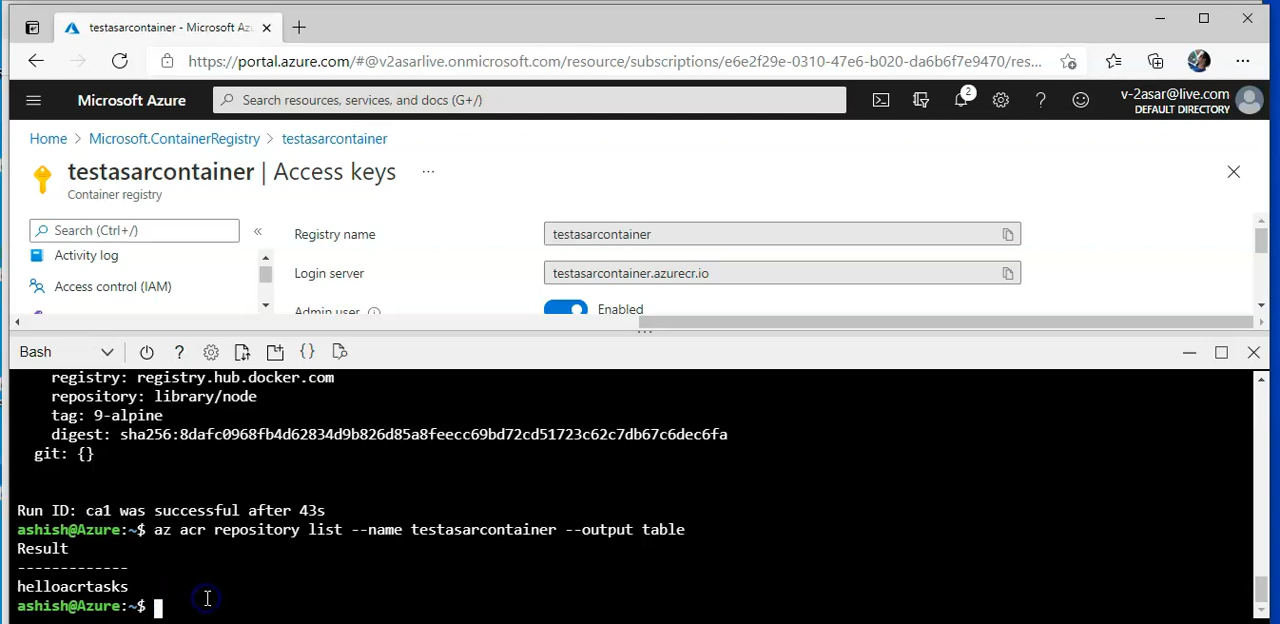 testasarcontainer - Microsoft Az
https://portal.azure.com/#@v2asarlive.onmicrosoft.com/resource/subscriptions/e6e2f29e-0310-47e6-b020-da6b6f7e9470/res...
Microsoft Azure
Search resources, services, and docs (G+/)
2
v-2asar@live.com
DEFAULT DIRECTORY
Home > Microsoft.ContainerRegistry > testasarcontainer
testasarcontainer | Access keys ...
Container registry
Search (Ctrl+/)
«
Activity log
Access control (IAM)
Registry name
testasarcontainer
Login server
testasarcontainer.azurecr.io
Admin user
Enabled
Bash
registry: registry.hub.docker.com
repository: library/node
tag: 9-alpine
digest: sha256:8dafc0968fb4d62834d9b826d85a8feecc69bd72cd51723c62c7db67c6dec6fa
git: {}
Run ID: ca1 was successful after 43s
ashish@Azure:~$ az acr repository list --name testasarcontainer --output table
Result
-------------
helloacrtasks
ashish@Azure:~$